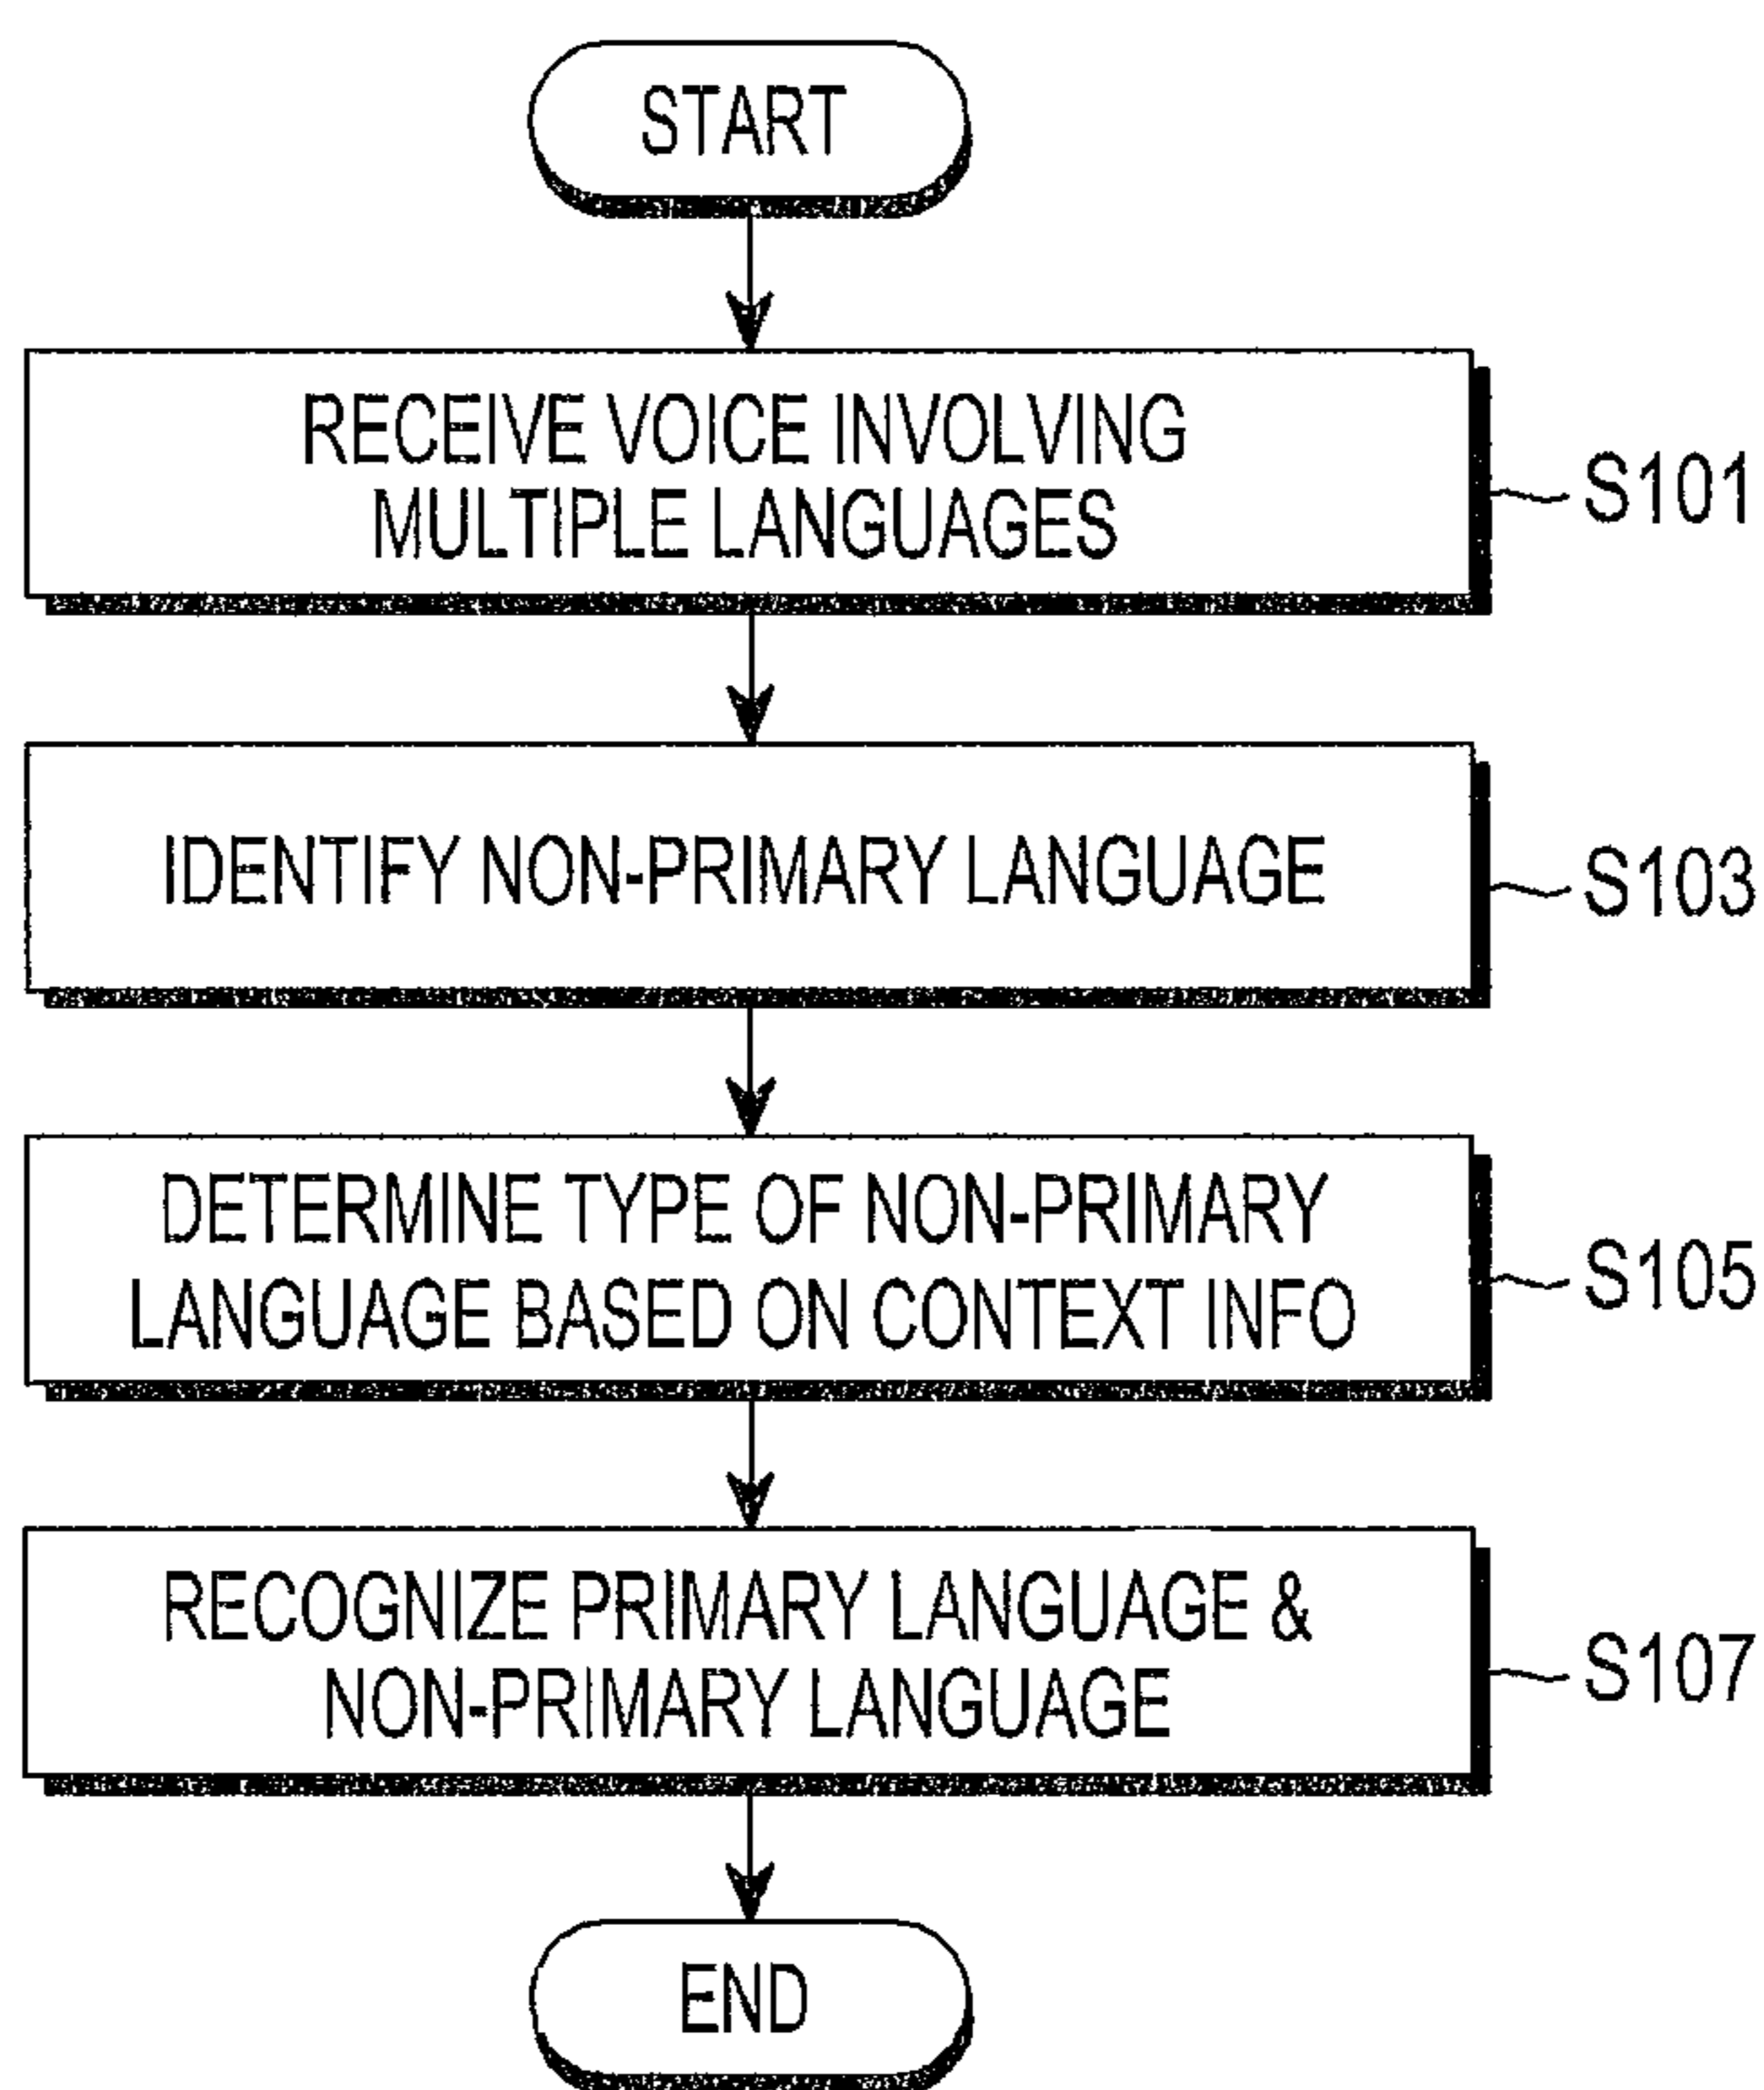 START
RECEIVE VOICE INVOLVING
MULTIPLE LANGUAGES
S101
IDENTIFY NON-PRIMARY LANGUAGE
S103
DETERMINE TYPE OF NON-PRIMARY
LANGUAGE BASED ON CONTEXT INFO
S105
RECOGNIZE PRIMARY LANGUAGE &
NON-PRIMARY LANGUAGE
S107
END